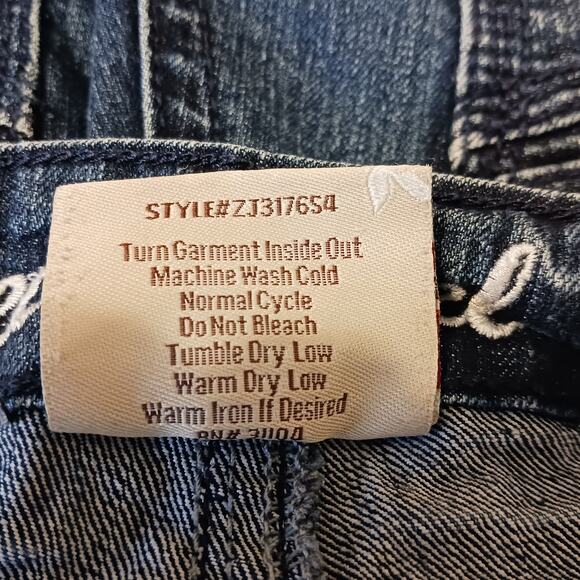 STYLE#ZJ317654
Turn Garment Inside Out
Machine Wash Cold
Normal Cycle
Do Not Bleach
Tumble Dry Low
Warm Dry Low
Warm Iron If Desired